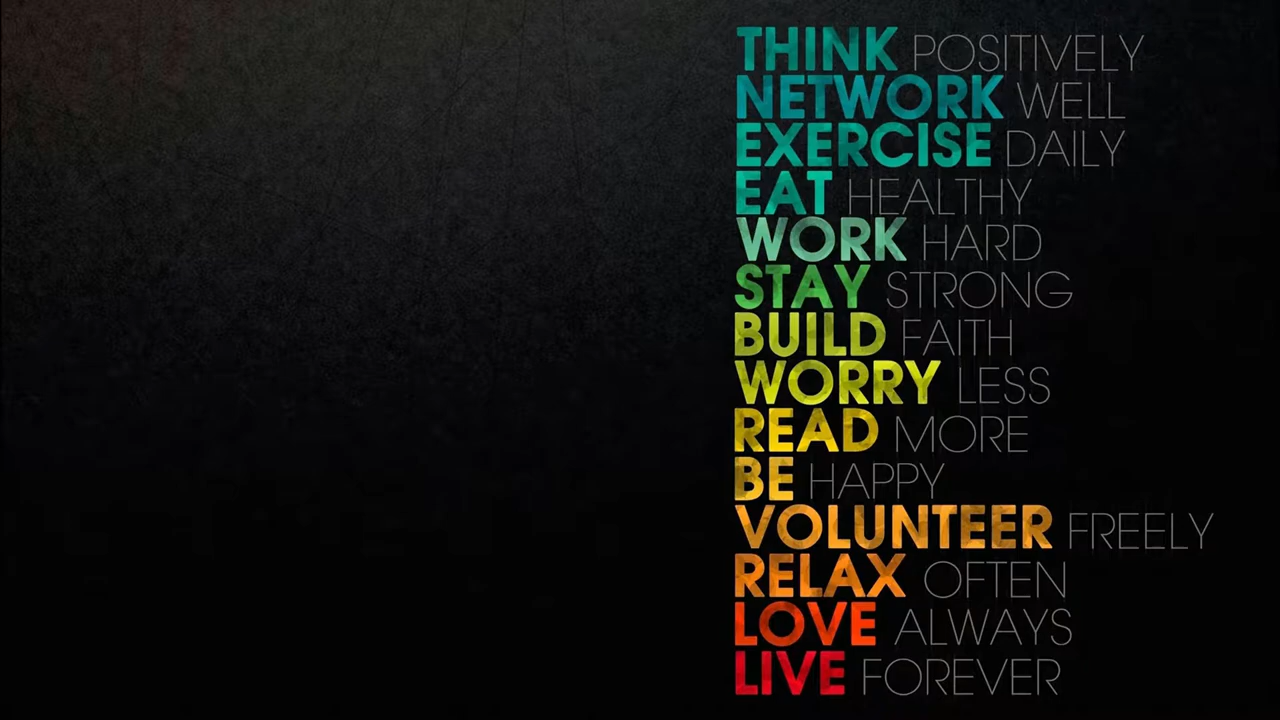 THINK POSITIVELY
NETWORK WELL
EXERCISE DAILY
EAT HEALTHY
WORK HARD
STAY STRONG
BUILD FAITH
WORRY LESS
READ MORE
BE HAPPY
VOLUNTEER FREELY
RELAX OFTEN
LOVE ALWAYS
LIVE FOREVER